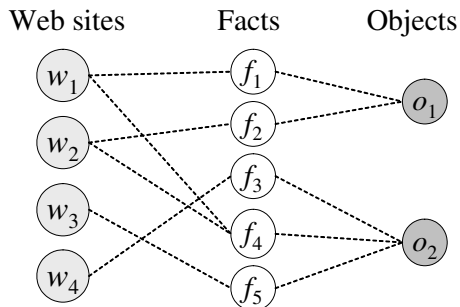 Web sites Facts Objects
w1 f1 o1
w2 f2
w3 f3 o2
w4 f4
f5